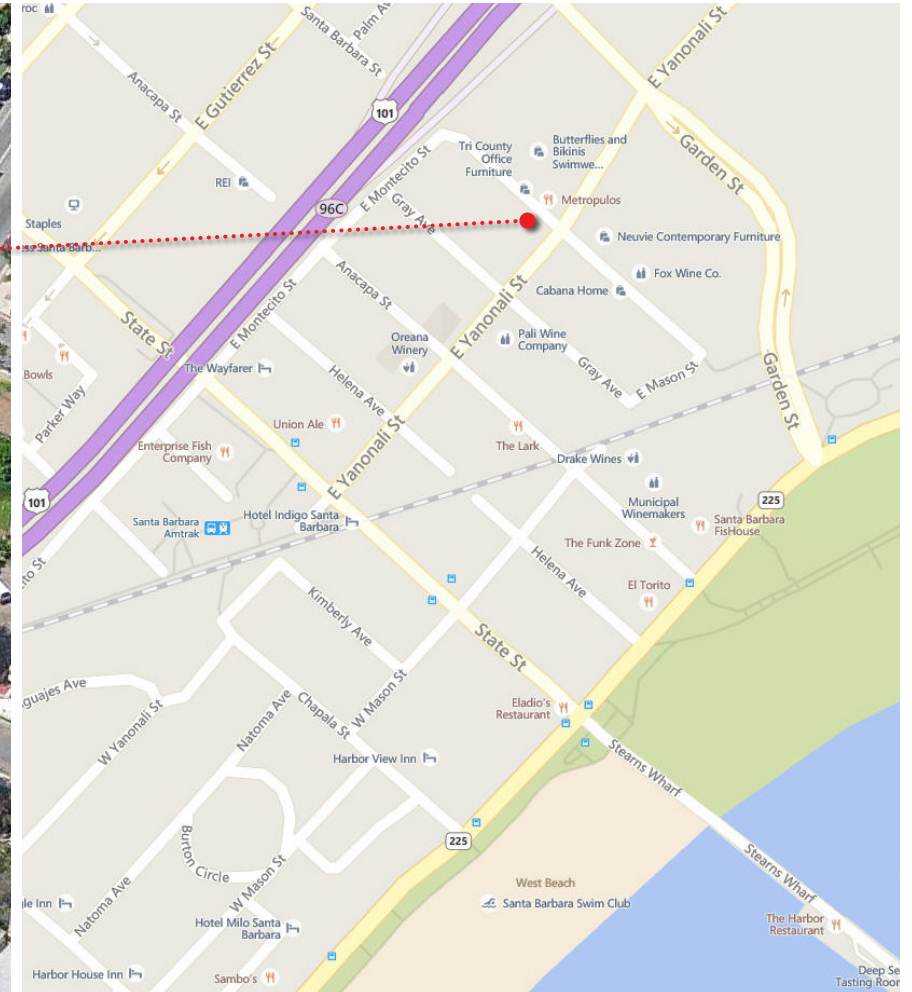 Santa Barbara St
Anacapa St
E Gutierrez St
E Yanonali St
101
Garden St
Tri County
Office
Furniture
Butterflies and
Bikinis
Swimwe...
E Montecito St
REI
Metropulos
96C
Staples
Gray Ave
Neuvie Contemporary Furniture
Fox Wine Co.
Anacapa St
Cabana Home
E Yanonali St
State St
E Montecito St
Oreana
Winery
Pali Wine
Company
Gray Ave
E Mason St
Garden St
The Wayfarer
Bowls
Helena Ave
Parker Way
Union Ale
E Yanonali St
The Lark
Enterprise Fish
Company
Drake Wines
101
225
Municipal
Winemakers
Santa Barbara
Amtrak
Hotel Indigo Santa
Barbara
Santa Barbara
FisHouse
The Funk Zone
Helena Ave
El Torito
Kimberly Ave
State St
guajes Ave
W Yanonali St
Natoma Ave
Chapala St
W Mason St
Eladio's
Restaurant
Harbor View Inn
Stearns Wharf
225
Burton Circle
W Mason St
Stearns Wharf
West Beach
Santa Barbara Swim Club
Natoma Ave
Hotel Milo Santa
Barbara
The Harbor
Restaurant
Harbor House Inn
Sambo's
Deep Se
Tasting Roor